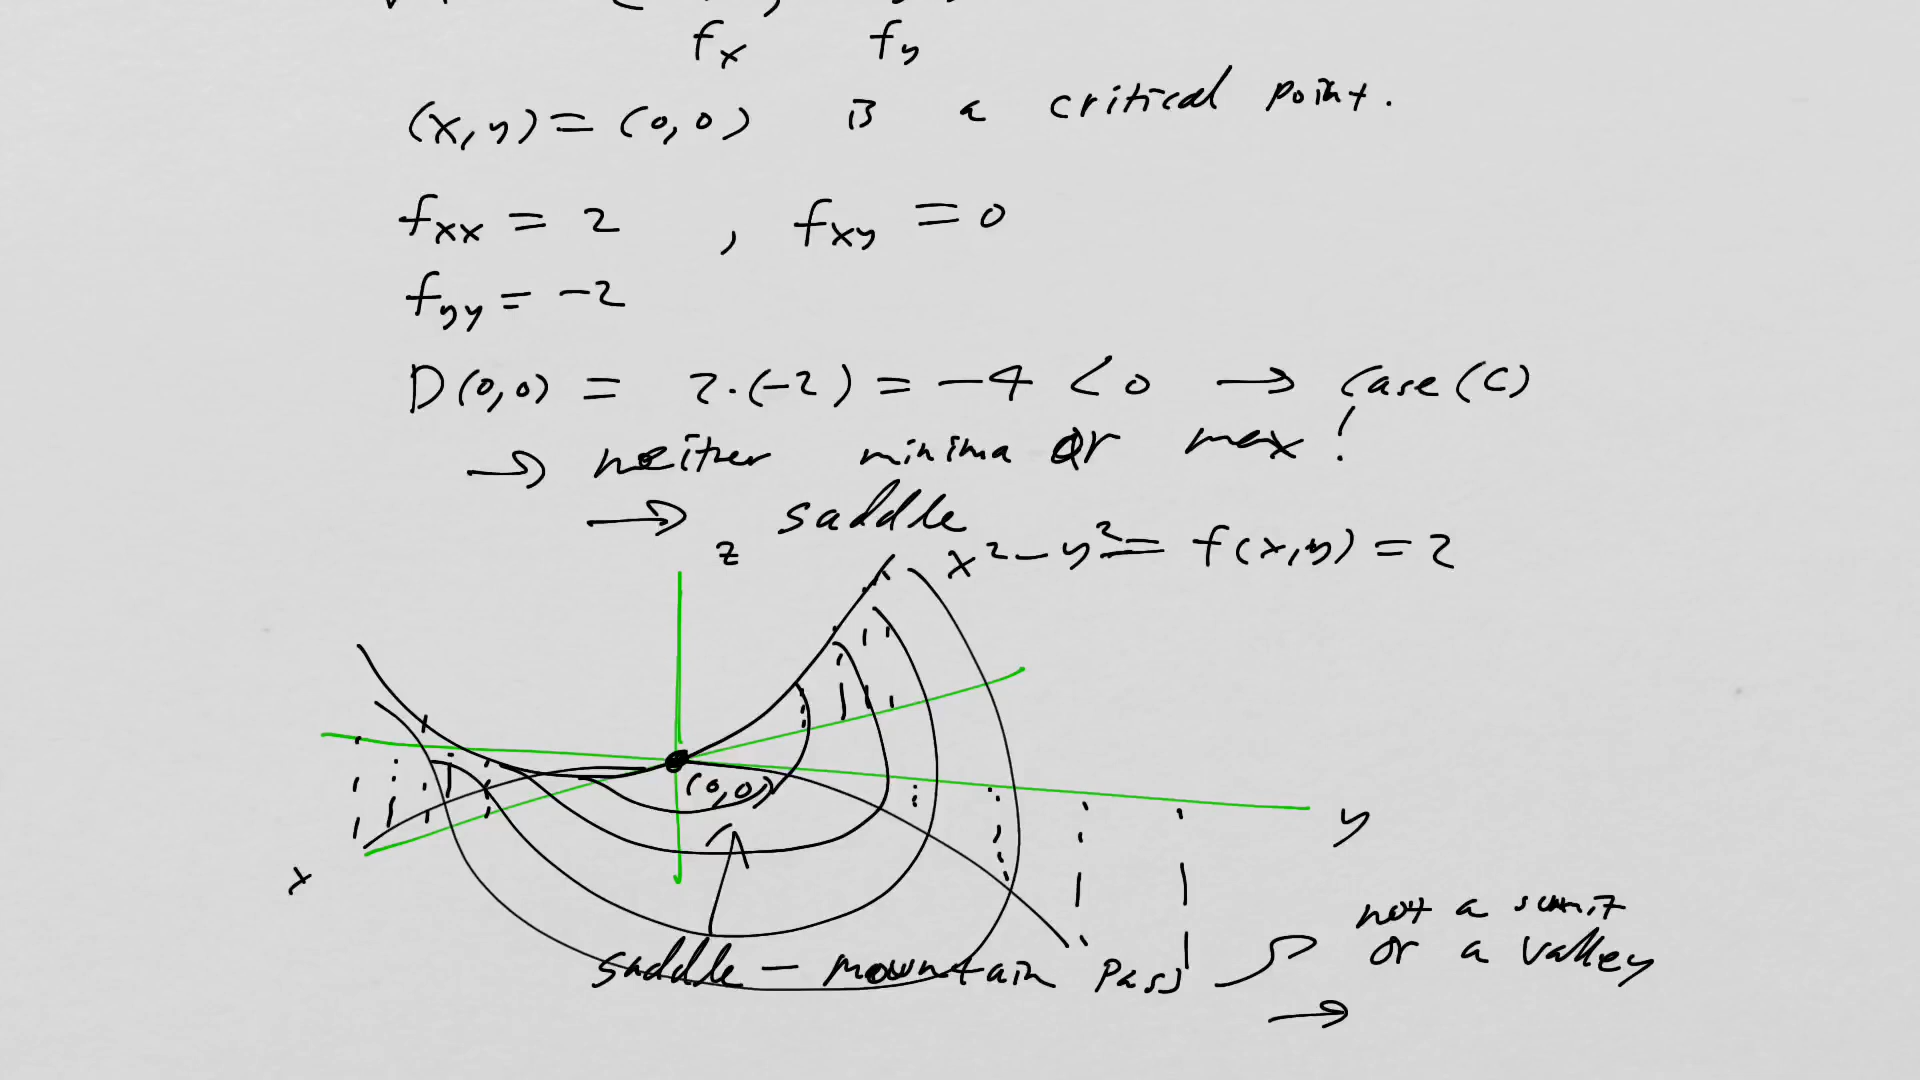 fx fy
(x,y) = (0,0) is a critical point.
fxx = 2 , fxy = 0
fyy = -2
D(0,0) = 2·(-2) = -4 < 0 → Case (C)
→ neither minima or max!
→ saddle
z
x² - y² = f(x,y) = z
(0,0)
y
x
not a summit
or a valley
saddle - mountain pass
→